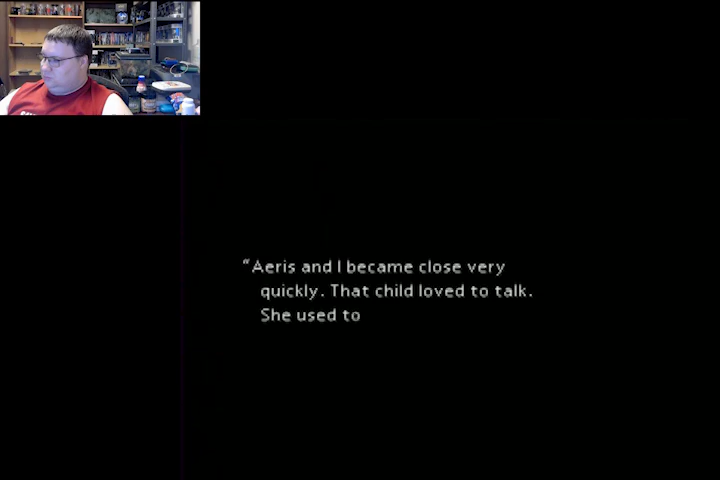 “Aeris and I became close very
quickly. That child loved to talk.
She used to